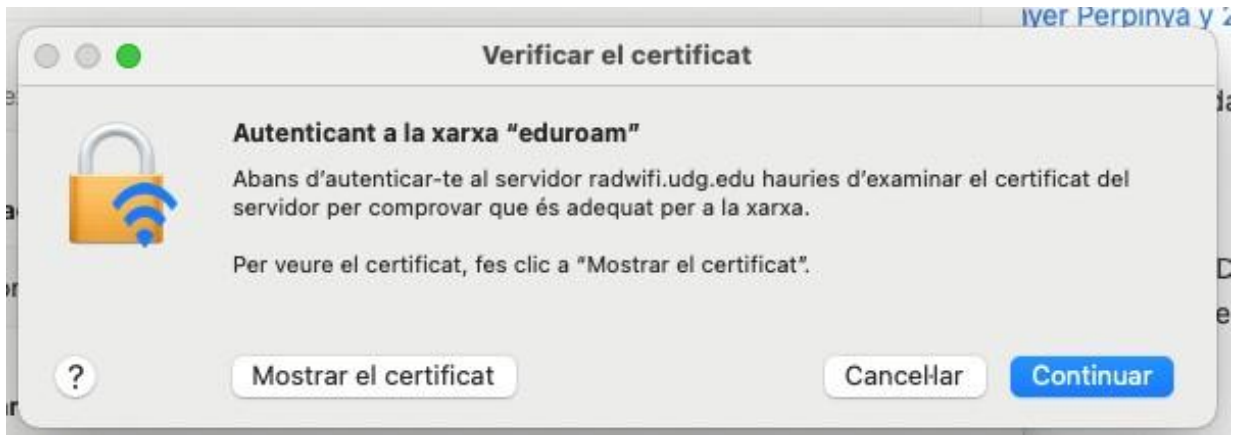 Perpinyà y
Verificar el certificat
Autenticant a la xarxa “eduroam”
Abans d’autenticar-te al servidor radwifi.udg.edu hauries d’examinar el certificat del
servidor per comprovar que és adequat per a la xarxa.
Per veure el certificat, fes clic a “Mostrar el certificat”.
?
Mostrar el certificat
Cancel·lar
Continuar